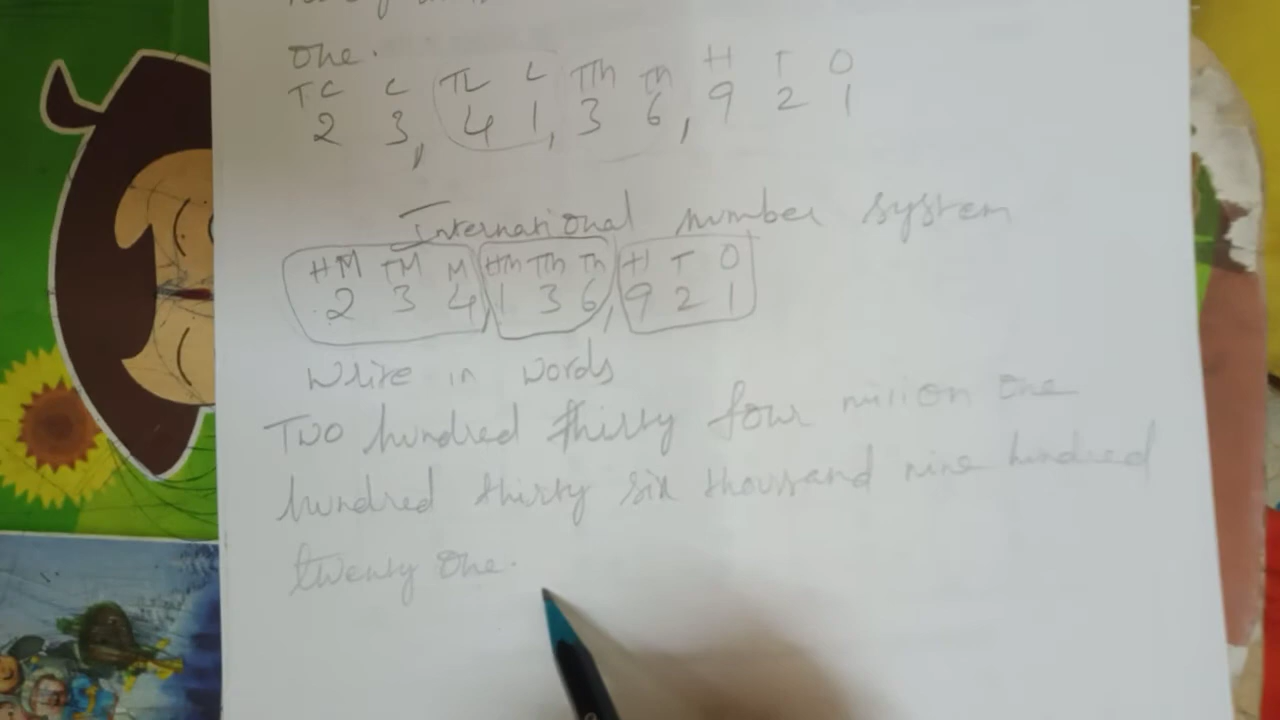 one.
TC C TL L TTh Th H T O
2 3, 4 1, 3 6, 9 2 1
International number system
HM TM M HTh TTh Th H T O
2 3 4, 1 3 6, 9 2 1
Write in words
Two hundred thirty four million one
hundred thirty six thousand nine hundred
twenty one.